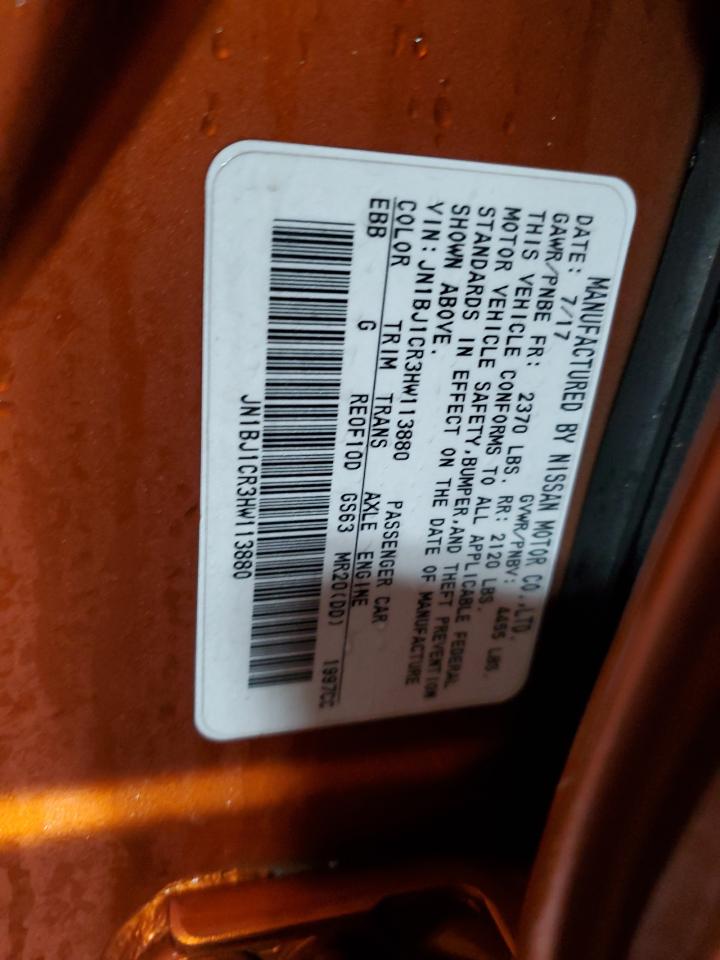 MANUFACTURED BY NISSAN MOTOR CO.,LTD.
DATE: 7/17 GVWR/PNBV: 4455 LBS.
GAWR/PNBE FR: 2370 LBS. RR: 2120 LBS.
THIS VEHICLE CONFORMS TO ALL APPLICABLE FEDERAL
MOTOR VEHICLE SAFETY,BUMPER,AND THEFT PREVENTION
STANDARDS IN EFFECT ON THE DATE OF MANUFACTURE
SHOWN ABOVE.
VIN: JN1BJ1CR3HW113880 PASSENGER CAR
COLOR TRIM TRANS AXLE ENGINE
EBB G RE0F10D GS63 MR20(DD) 1997CC
JN1BJ1CR3HW113880